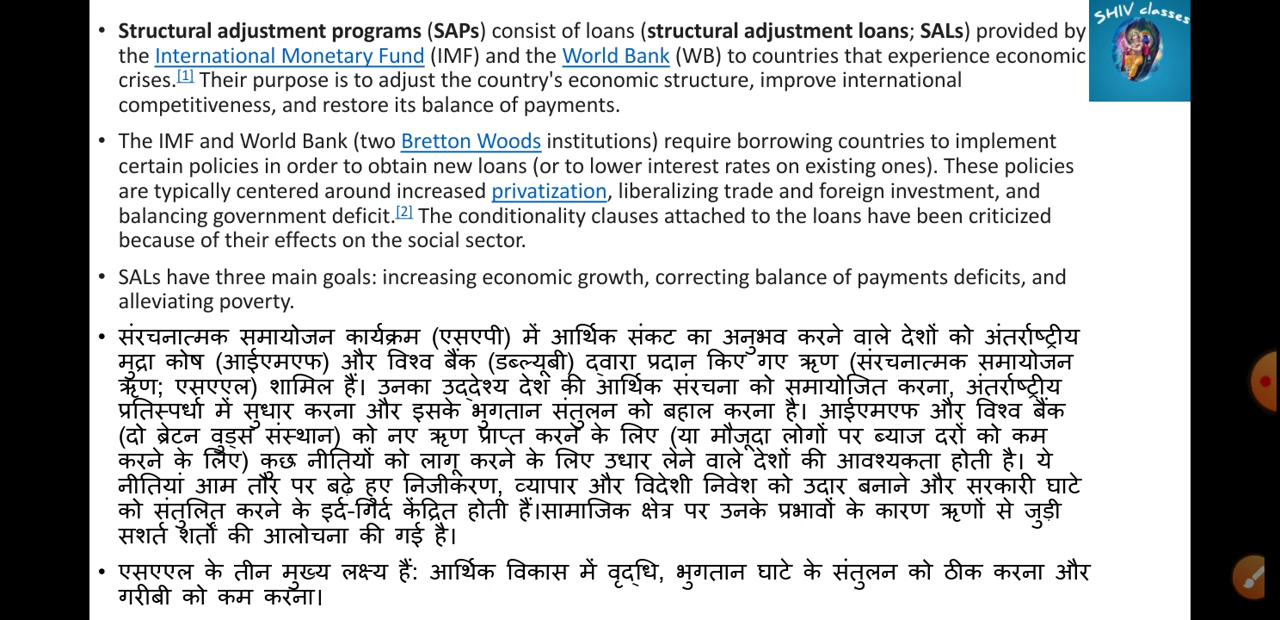 SHIV classes
• Structural adjustment programs (SAPs) consist of loans (structural adjustment loans; SALs) provided by
the International Monetary Fund (IMF) and the World Bank (WB) to countries that experience economic
crises.[1] Their purpose is to adjust the country's economic structure, improve international
competitiveness, and restore its balance of payments.
• The IMF and World Bank (two Bretton Woods institutions) require borrowing countries to implement
certain policies in order to obtain new loans (or to lower interest rates on existing ones). These policies
are typically centered around increased privatization, liberalizing trade and foreign investment, and
balancing government deficit.[2] The conditionality clauses attached to the loans have been criticized
because of their effects on the social sector.
• SALs have three main goals: increasing economic growth, correcting balance of payments deficits, and
alleviating poverty.
• संरचनात्मक समायोजन कार्यक्रम (एसएपी) में आर्थिक संकट का अनुभव करने वाले देशों को अंतर्राष्ट्रीय
मुद्रा कोष (आईएमएफ) और विश्व बैंक (डब्ल्यूबी) द्वारा प्रदान किए गए ऋण (संरचनात्मक समायोजन
ऋण; एसएएल) शामिल हैं। उनका उद्देश्य देश की आर्थिक संरचना को समायोजित करना, अंतर्राष्ट्रीय
प्रतिस्पर्धा में सुधार करना और इसके भुगतान संतुलन को बहाल करना है। आईएमएफ और विश्व बैंक
(दो ब्रेटन वुड्स संस्थान) को नए ऋण प्राप्त करने के लिए (या मौजूदा लोगों पर ब्याज दरों को कम
करने के लिए) कुछ नीतियों को लागू करने के लिए उधार लेने वाले देशों की आवश्यकता होती है। ये
नीतियां आम तौर पर बढ़े हुए निजीकरण, व्यापार और विदेशी निवेश को उदार बनाने और सरकारी घाटे
को संतुलित करने के इर्द-गिर्द केंद्रित होती हैं।सामाजिक क्षेत्र पर उनके प्रभावों के कारण ऋणों से जुड़ी
सशर्त शर्तों की आलोचना की गई है।
• एसएएल के तीन मुख्य लक्ष्य हैं: आर्थिक विकास में वृद्धि, भुगतान घाटे के संतुलन को ठीक करना और
गरीबी को कम करना।